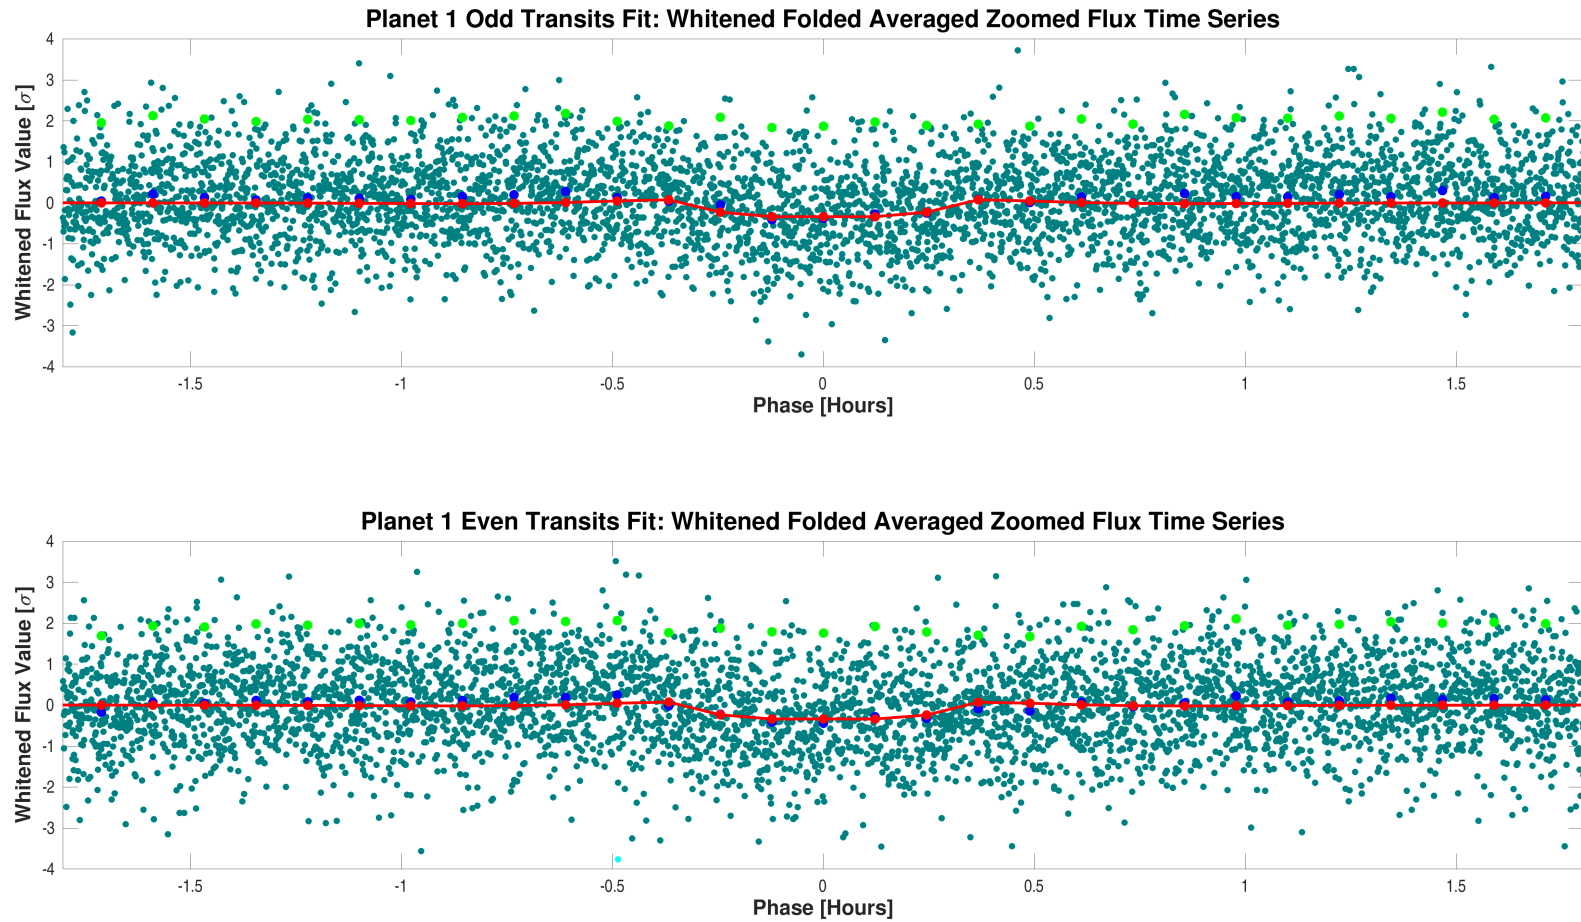 Planet 1 Odd Transits Fit: Whitened Folded Averaged Zoomed Flux Time Series
Whitened Flux Value [σ]
4
3
2
1
0
-1
-2
-3
-4
-1.5 -1 -0.5 0 0.5 1 1.5
Phase [Hours]
Planet 1 Even Transits Fit: Whitened Folded Averaged Zoomed Flux Time Series
Whitened Flux Value [σ]
4
3
2
1
0
-1
-2
-3
-4
-1.5 -1 -0.5 0 0.5 1 1.5
Phase [Hours]